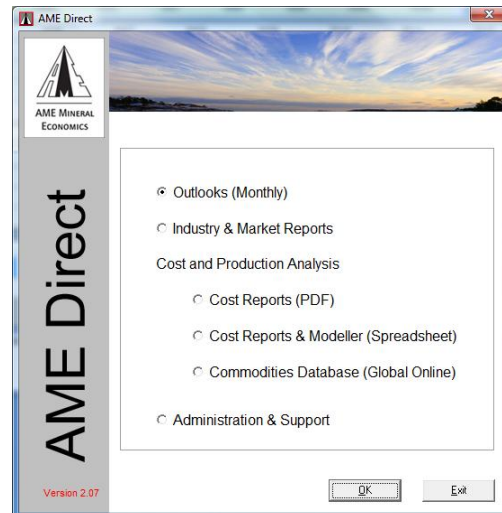 AME Direct
AME MINERAL
ECONOMICS
AME Direct
Version 2.07
Outlooks (Monthly)
Industry & Market Reports
Cost and Production Analysis
Cost Reports (PDF)
Cost Reports & Modeller (Spreadsheet)
Commodities Database (Global Online)
Administration & Support
OK
Exit